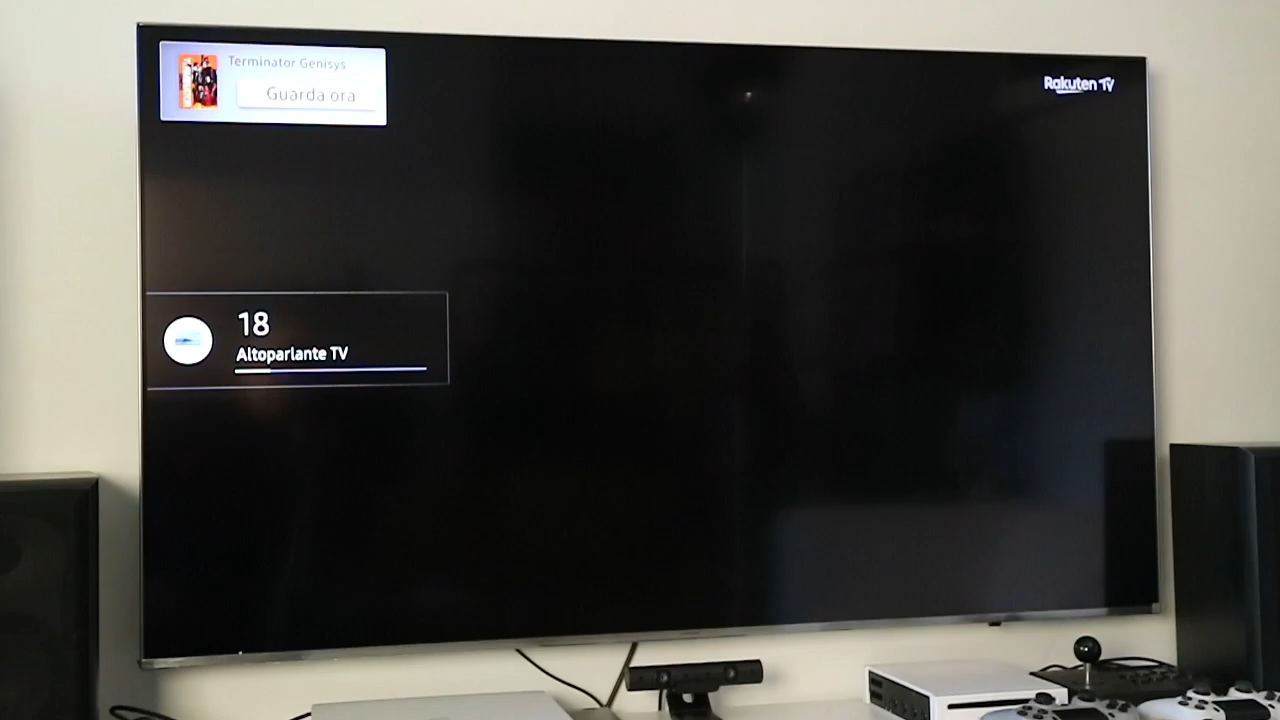 Terminator Genisys
Guarda ora
Rakuten TV
18
Altoparlante TV